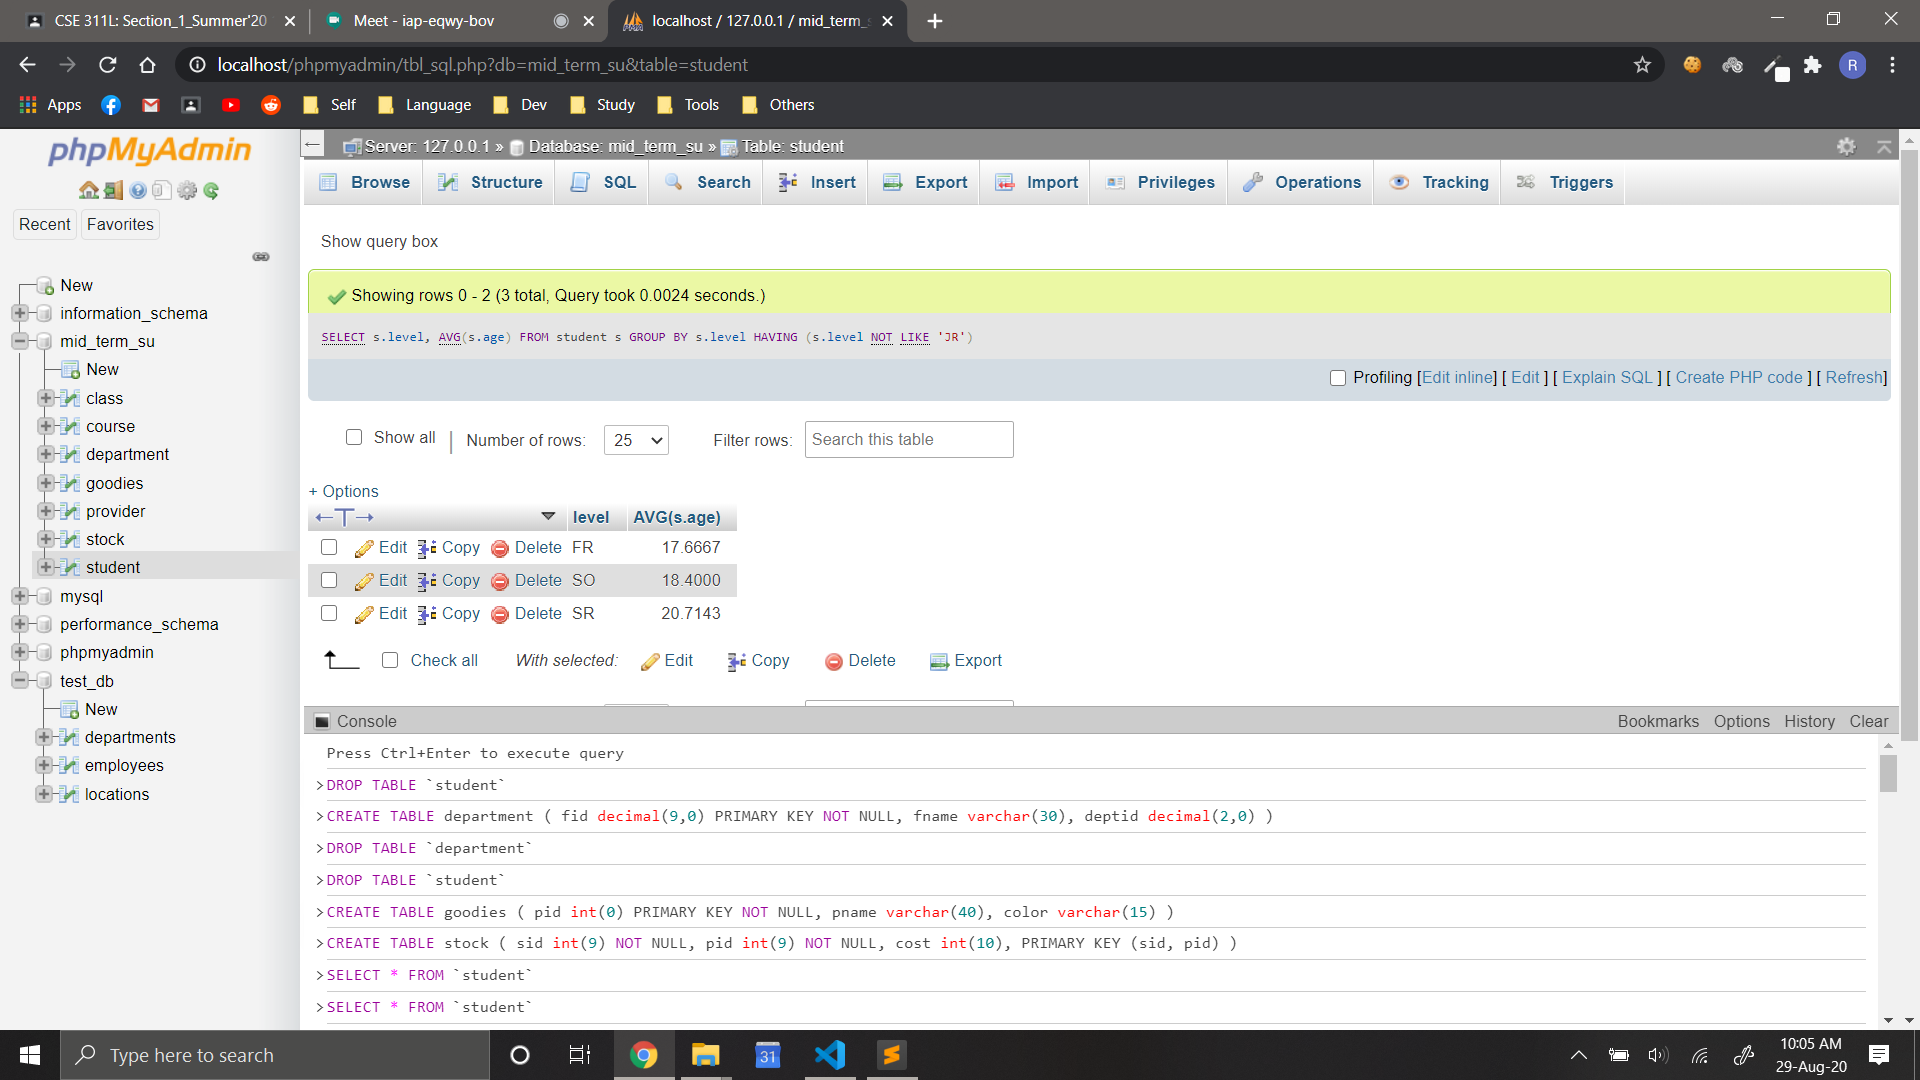 CSE 311L: Section_1_Summer'20
Meet - iap-eqwy-bov
localhost / 127.0.0.1 / mid_term_s
localhost/phpmyadmin/tbl_sql.php?db=mid_term_su&table=student
R
Apps
Self
Language
Dev
Study
Tools
Others
phpMyAdmin
Recent
Favorites
New
information_schema
mid_term_su
New
class
course
department
goodies
provider
stock
student
mysql
performance_schema
phpmyadmin
test_db
New
departments
employees
locations
Server: 127.0.0.1 » Database: mid_term_su » Table: student
Browse
Structure
SQL
Search
Insert
Export
Import
Privileges
Operations
Tracking
Triggers
Show query box
Showing rows 0 - 2 (3 total, Query took 0.0024 seconds.)
SELECT s.level, AVG(s.age) FROM student s GROUP BY s.level HAVING (s.level NOT LIKE 'JR')
Profiling [Edit inline] [ Edit ] [ Explain SQL ] [ Create PHP code ] [ Refresh]
Show all
Number of rows: 25
Filter rows: Search this table
+ Options
level AVG(s.age)
Edit Copy Delete FR 17.6667
Edit Copy Delete SO 18.4000
Edit Copy Delete SR 20.7143
Check all With selected: Edit Copy Delete Export
Console
Bookmarks Options History Clear
Press Ctrl+Enter to execute query
>DROP TABLE `student`
>CREATE TABLE department ( fid decimal(9,0) PRIMARY KEY NOT NULL, fname varchar(30), deptid decimal(2,0) )
>DROP TABLE `department`
>DROP TABLE `student`
>CREATE TABLE goodies ( pid int(0) PRIMARY KEY NOT NULL, pname varchar(40), color varchar(15) )
>CREATE TABLE stock ( sid int(9) NOT NULL, pid int(9) NOT NULL, cost int(10), PRIMARY KEY (sid, pid) )
>SELECT * FROM `student`
>SELECT * FROM `student`
Type here to search
31
10:05 AM
29-Aug-20